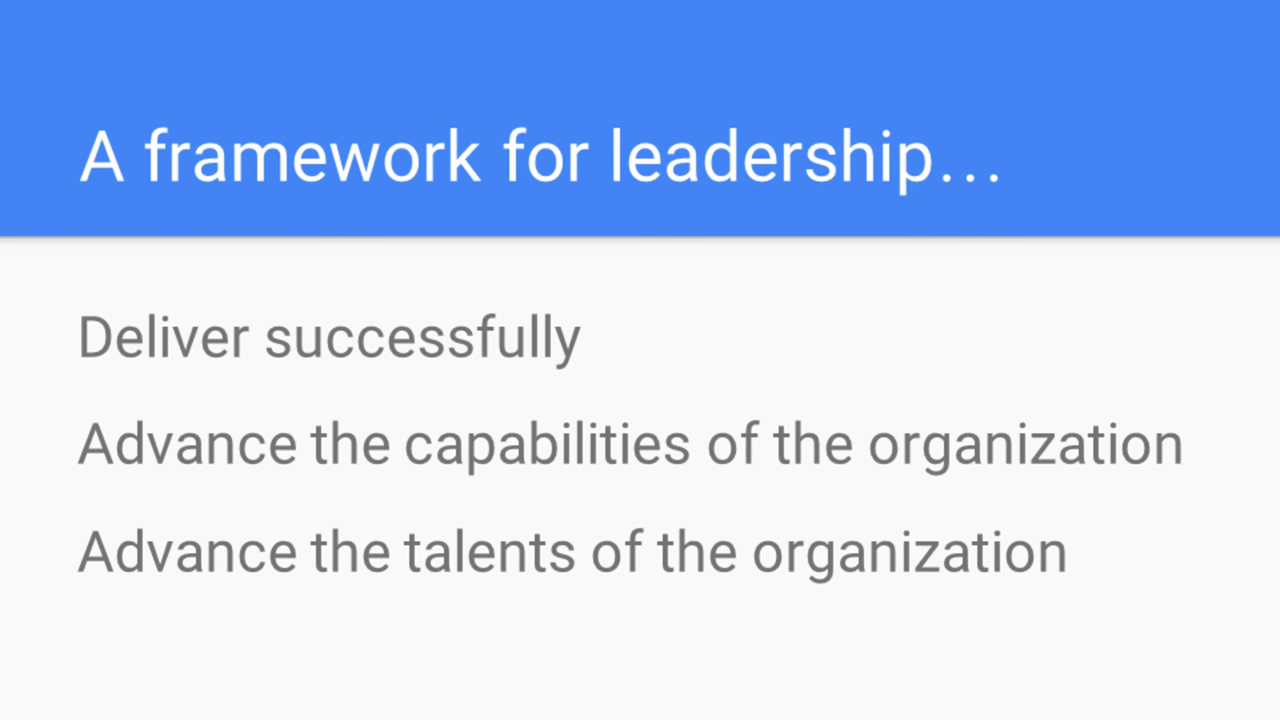 A framework for leadership…
Deliver successfully
Advance the capabilities of the organization
Advance the talents of the organization